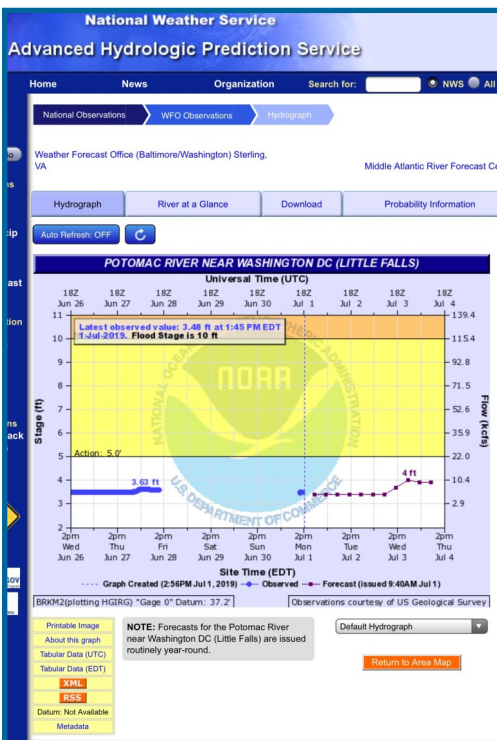 National Weather Service
Advanced Hydrologic Prediction Service
Home News Organization Search for: NWS All
National Observations WFO Observations Hydrograph
Weather Forecast Office (Baltimore/Washington) Sterling,
VA
Middle Atlantic River Forecast Ce
Hydrograph River at a Glance Download Probability Information
Auto Refresh: OFF
POTOMAC RIVER NEAR WASHINGTON DC (LITTLE FALLS)
Universal Time (UTC)
18Z 18Z 18Z 18Z 18Z 18Z 18Z 18Z 18Z
Jun 26 Jun 27 Jun 28 Jun 29 Jun 30 Jul 1 Jul 2 Jul 3 Jul 4
Latest observed value: 3.48 ft at 1:45 PM EDT
1-Jul-2019. Flood Stage is 10 ft
11 139.4
10 115.4
9 92.8
8 71.5
7 52.6
6 35.9
5 22.0
4 10.4
3 2.9
2
Stage (ft)
Flow (kcfs)
NATIONAL OCEANIC AND ATMOSPHERIC ADMINISTRATION
NOAA
U.S. DEPARTMENT OF COMMERCE
Action: 5.0'
3.63 ft
4 ft
2pm 2pm 2pm 2pm 2pm 2pm 2pm 2pm 2pm
Wed Thu Fri Sat Sun Mon Tue Wed Thu
Jun 26 Jun 27 Jun 28 Jun 29 Jun 30 Jul 1 Jul 2 Jul 3 Jul 4
Site Time (EDT)
Graph Created (2:56PM Jul 1, 2019) Observed Forecast (issued 9:40AM Jul 1)
BRKM2(plotting HGIRG) "Gage 0" Datum: 37.2'
Observations courtesy of US Geological Survey
Printable Image
About this graph
Tabular Data (UTC)
Tabular Data (EDT)
XML
RSS
Datum: Not Available
Metadata
NOTE: Forecasts for the Potomac River
near Washington DC (Little Falls) are issued
routinely year-round.
Default Hydrograph
Return to Area Map